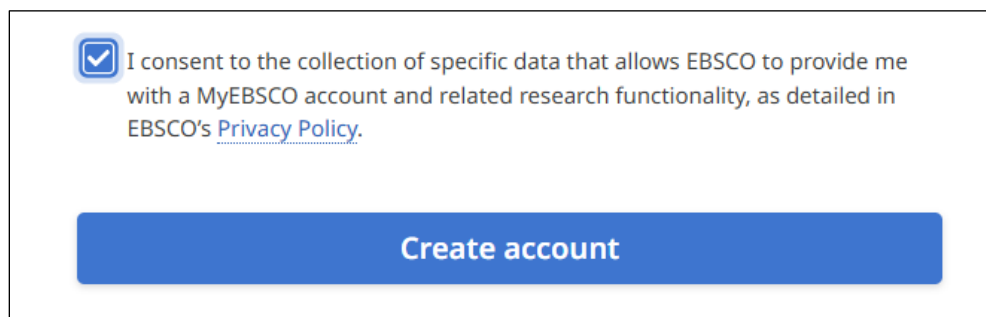 I consent to the collection of specific data that allows EBSCO to provide me
with a MyEBSCO account and related research functionality, as detailed in
EBSCO’s Privacy Policy.
Create account